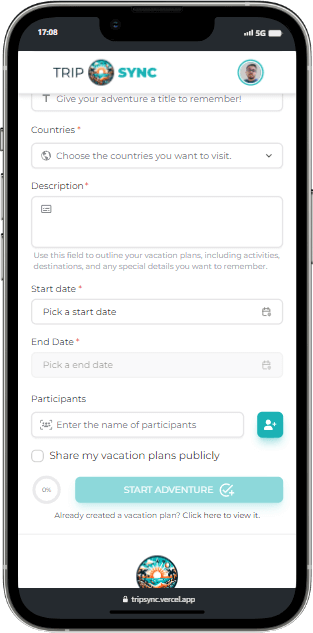 17:08
5G
TRIP SYNC
Give your adventure a title to remember!
Countries *
Choose the countries you want to visit.
Description *
Use this field to outline your vacation plans, including activities,
destinations, and any special details you want to remember.
Start date *
Pick a start date
End Date *
Pick a end date
Participants
Enter the name of participants
Share my vacation plans publicly
0%
START ADVENTURE
Already created a vacation plan? Click here to view it.
tripsync.vercel.app